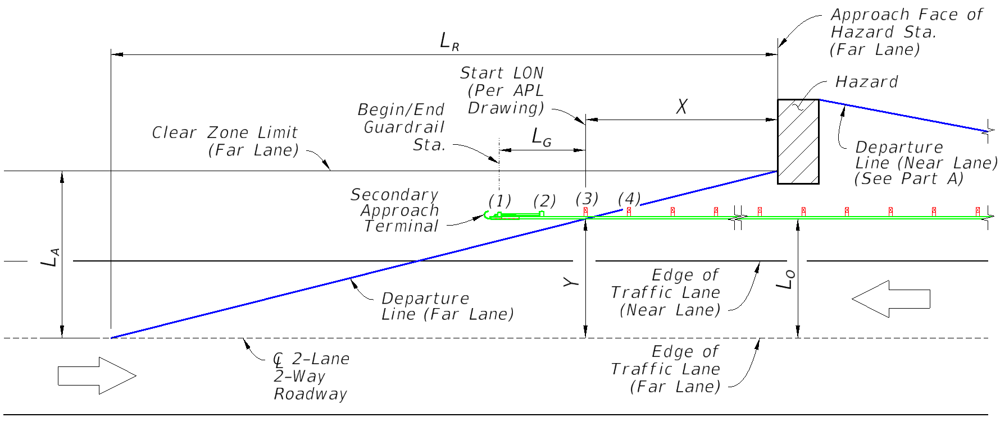 Approach Face of
Hazard Sta.
(Far Lane)
L_R
Start LON
(Per APL
Drawing)
Hazard
Begin/End
Guardrail
Sta.
X
Clear Zone Limit
(Far Lane)
L_G
Departure
Line (Near Lane)
(See Part A)
Secondary
Approach
Terminal
(1) (2) (3) (4)
L_A
Y
L_O
Edge of
Traffic Lane
(Near Lane)
Departure
Line (Far Lane)
℄ 2-Lane
2-Way
Roadway
Edge of
Traffic Lane
(Far Lane)